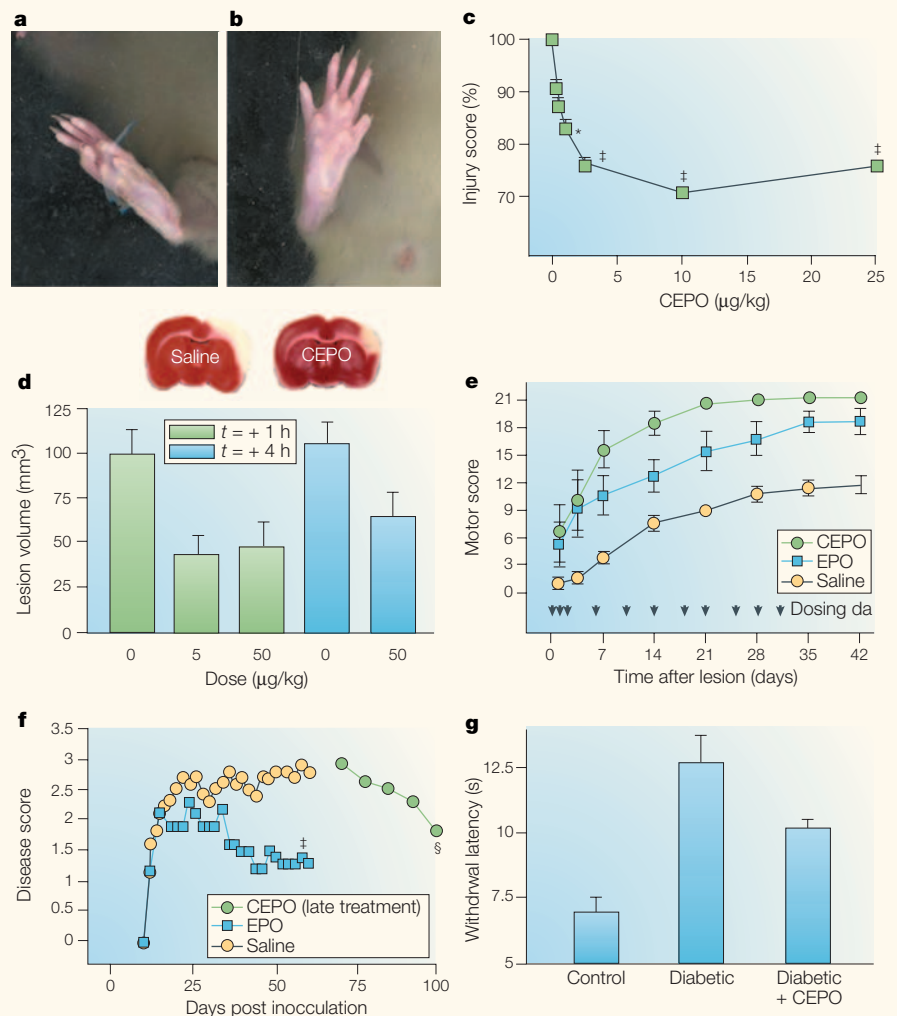 a
b
c
100
90
80
70
Injury score (%)
*
‡
‡
‡
0
5
10
15
20
25
CEPO (μg/kg)
Saline
CEPO
d
125
100
75
50
25
0
Lesion volume (mm³)
t = + 1 h
t = + 4 h
0
5
50
0
50
Dose (μg/kg)
e
21
18
15
12
9
6
3
0
Motor score
CEPO
EPO
Saline
Dosing da
0
7
14
21
28
35
42
Time after lesion (days)
f
3.5
3
2.5
2
1.5
1
0.5
0
Disease score
‡
§
CEPO (late treatment)
EPO
Saline
0
25
50
75
100
Days post inocculation
g
12.5
10
7.5
5
Withdrwal latency (s)
Control
Diabetic
Diabetic
+ CEPO